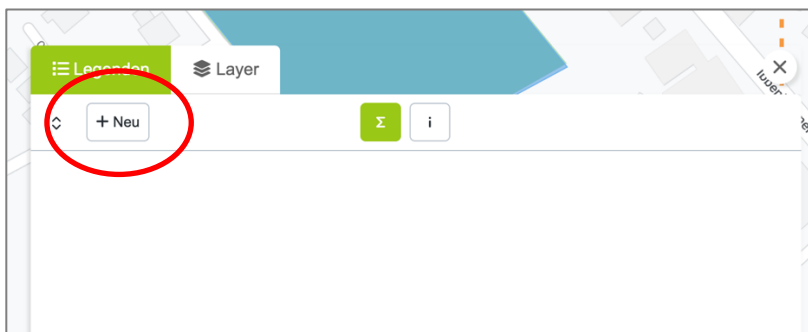 Legenden
Layer
+ Neu
Σ
i